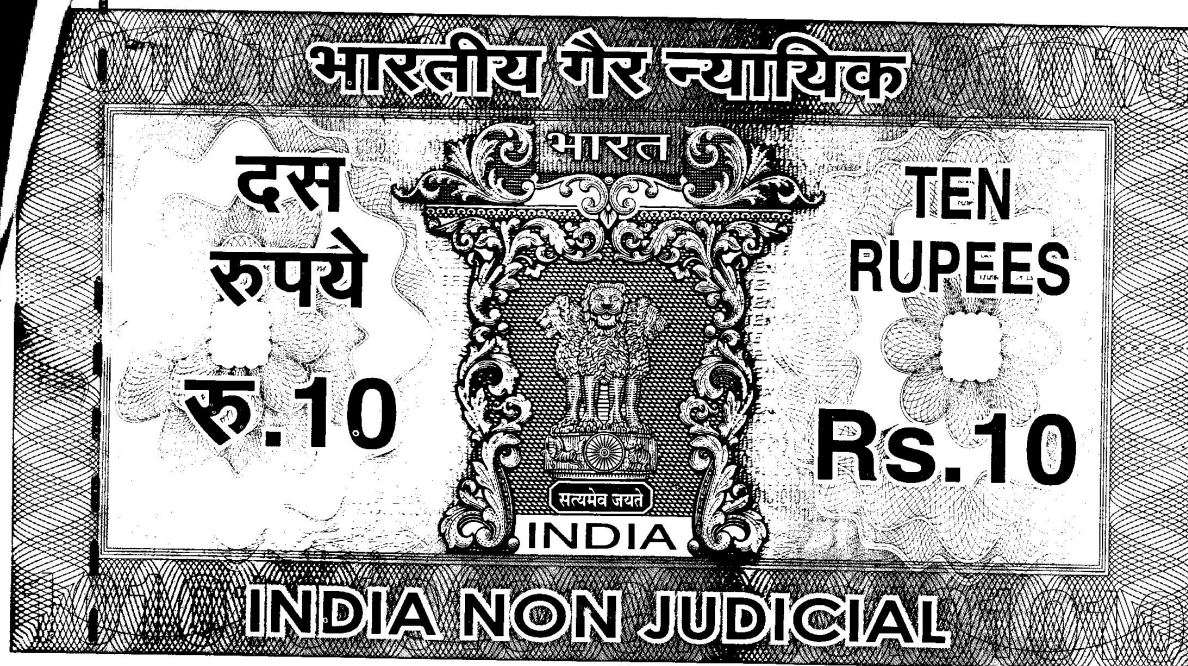 भारतीय गैर न्यायिक
भारत
दस
रुपये
रु.10
TEN
RUPEES
Rs.10
सत्यमेव जयते
INDIA
INDIA NON JUDICIAL